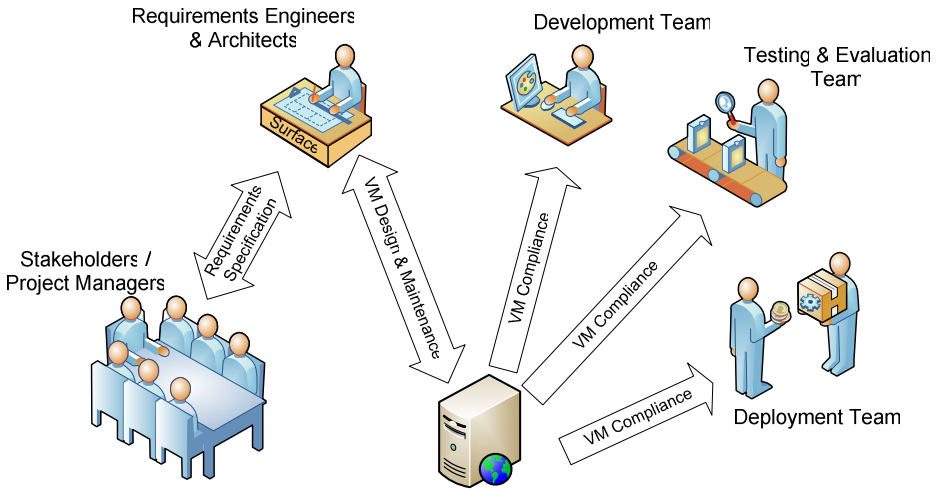 Requirements Engineers
& Architects
Development Team
Testing & Evaluation
Team
Surface
Requirements
Specification
VM Design & Maintenance
VM Compliance
VM Compliance
Stakeholders /
Project Managers
VM Compliance
Deployment Team